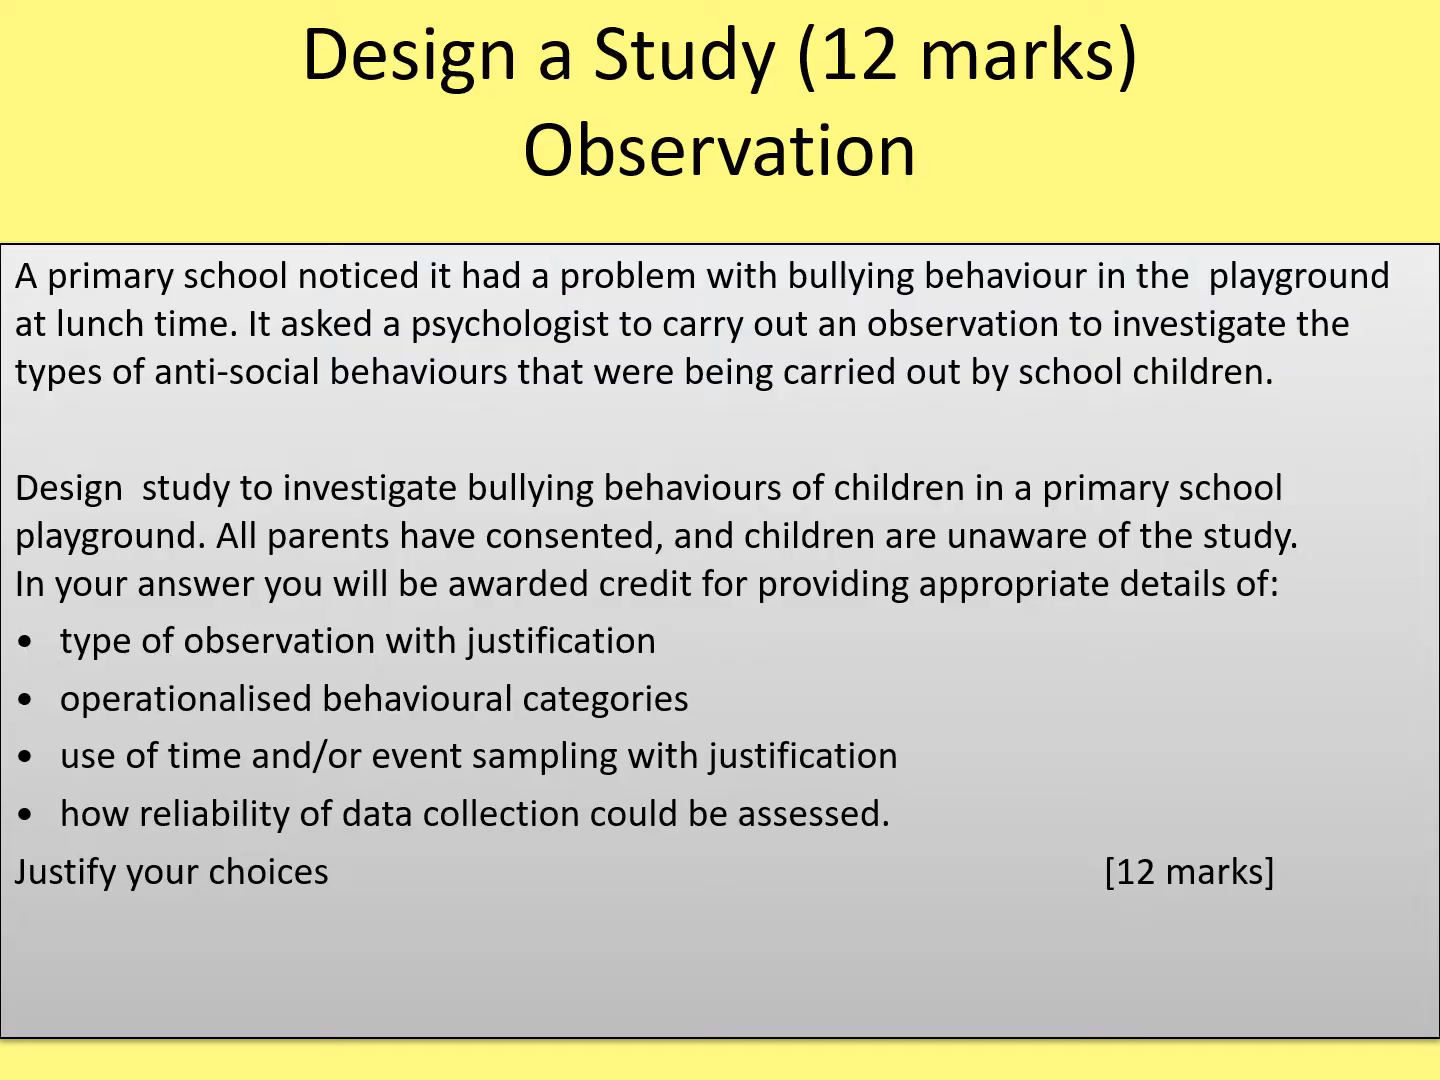 Design a Study (12 marks)
Observation
A primary school noticed it had a problem with bullying behaviour in the  playground
at lunch time. It asked a psychologist to carry out an observation to investigate the
types of anti-social behaviours that were being carried out by school children.
Design  study to investigate bullying behaviours of children in a primary school
playground. All parents have consented, and children are unaware of the study.
In your answer you will be awarded credit for providing appropriate details of:
• type of observation with justification
• operationalised behavioural categories
• use of time and/or event sampling with justification
• how reliability of data collection could be assessed.
Justify your choices [12 marks]